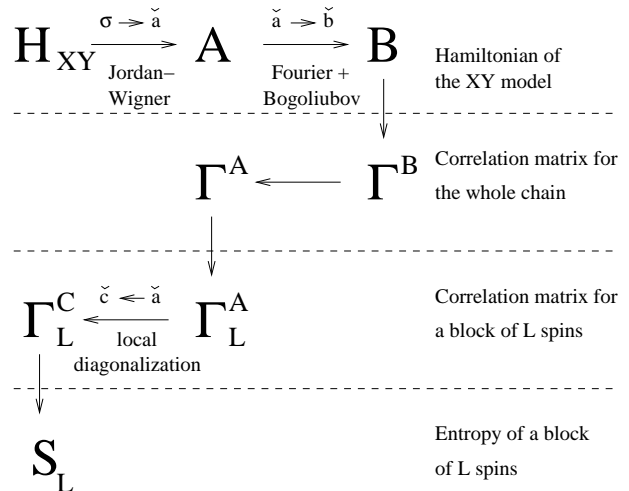 σ → ǎ ǎ → b̌
H_XY A B
Jordan–
Wigner
Fourier +
Bogoliubov
Hamiltonian of
the XY model
Γ^A Γ^B
Correlation matrix for
the whole chain
č ← ǎ
Γ_L^C Γ_L^A
local
diagonalization
Correlation matrix for
a block of L spins
S_L
Entropy of a block
of L spins